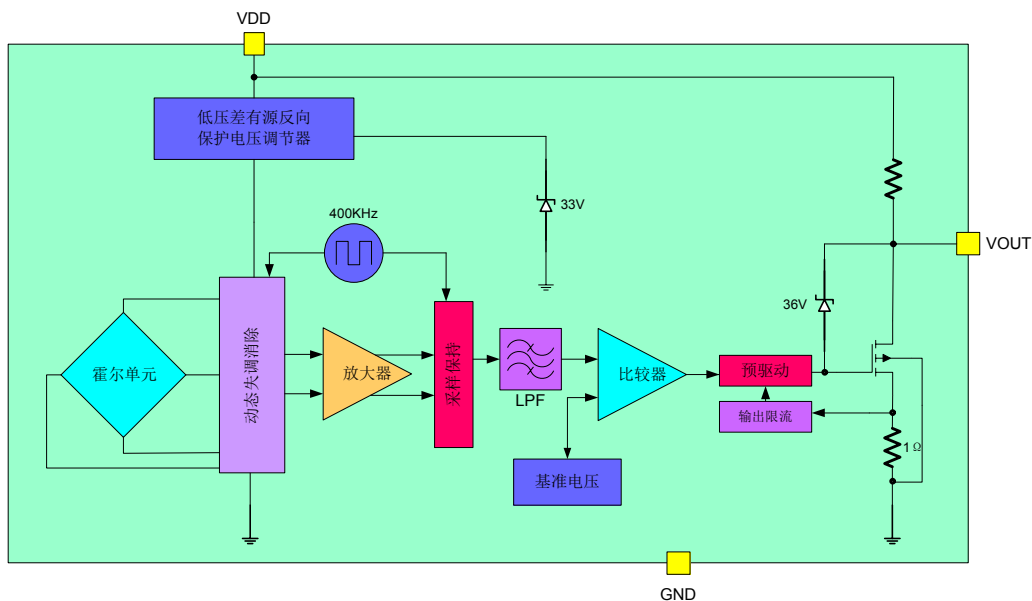 VDD
低压差有源反向
保护电压调节器
33V
400KHz
VOUT
36V
霍尔单元
动态失调消除
放大器
采样保持
LPF
比较器
预驱动
输出限流
1Ω
基准电压
GND